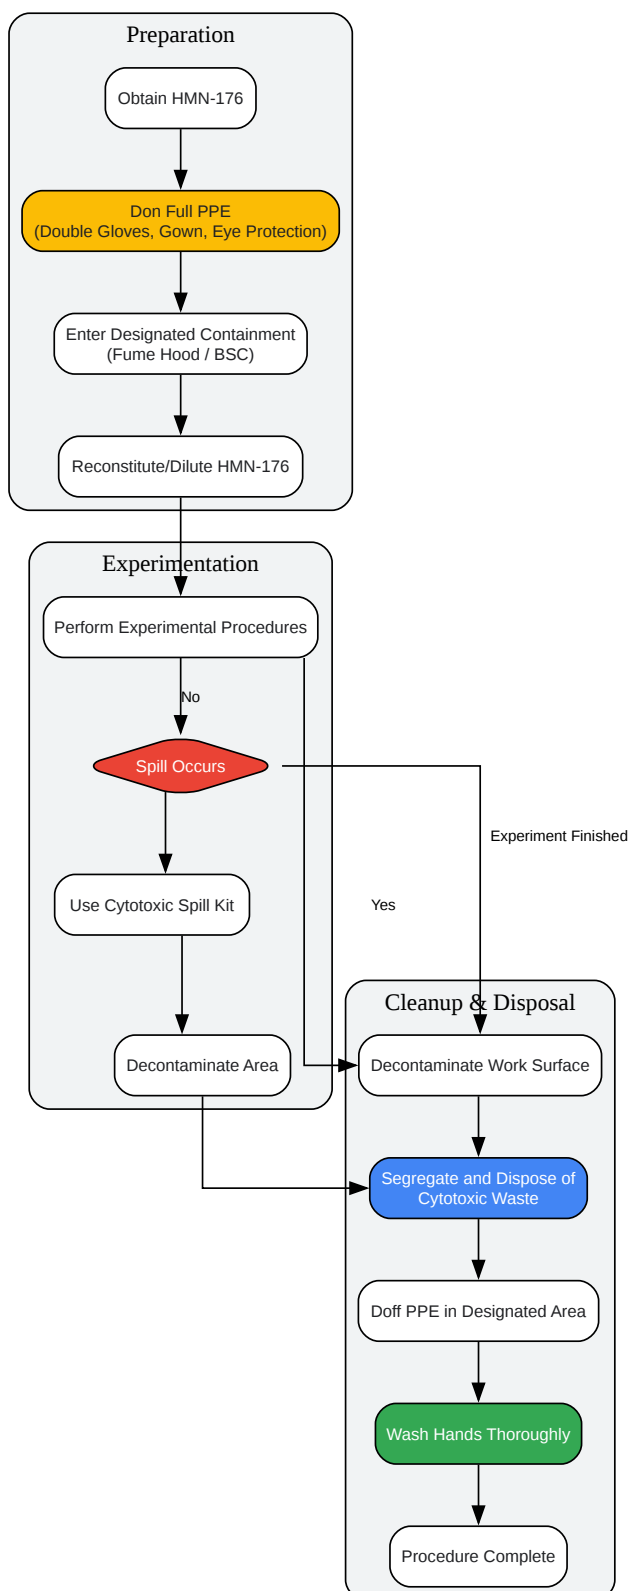 Preparation
Obtain HMN-176
Don Full PPE
(Double Gloves, Gown, Eye Protection)
Enter Designated Containment
(Fume Hood / BSC)
Reconstitute/Dilute HMN-176
Experimentation
Perform Experimental Procedures
No
Spill Occurs
Experiment Finished
Use Cytotoxic Spill Kit
Yes
Cleanup & Disposal
Decontaminate Area
Decontaminate Work Surface
Segregate and Dispose of
Cytotoxic Waste
Doff PPE in Designated Area
Wash Hands Thoroughly
Procedure Complete